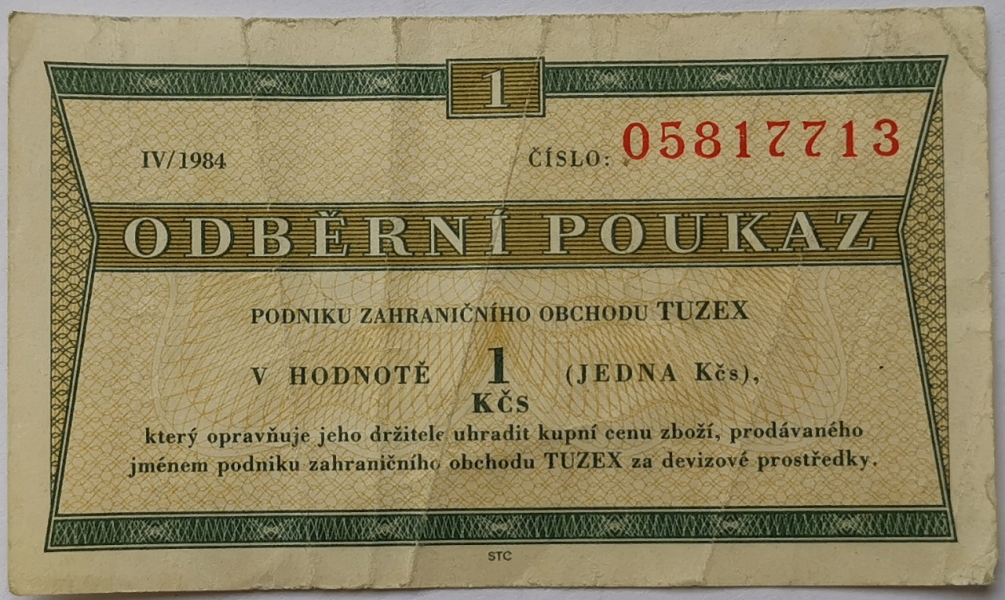 1
IV/1984 ČÍSLO: 05817713
ODBĚRNÍ POUKAZ
PODNIKU ZAHRANIČNÍHO OBCHODU TUZEX
V HODNOTĚ 1 (JEDNA Kčs),
KČS
který opravňuje jeho držitele uhradit kupní cenu zboží, prodávaného
jménem podniku zahraničního obchodu TUZEX za devizové prostředky.
STC